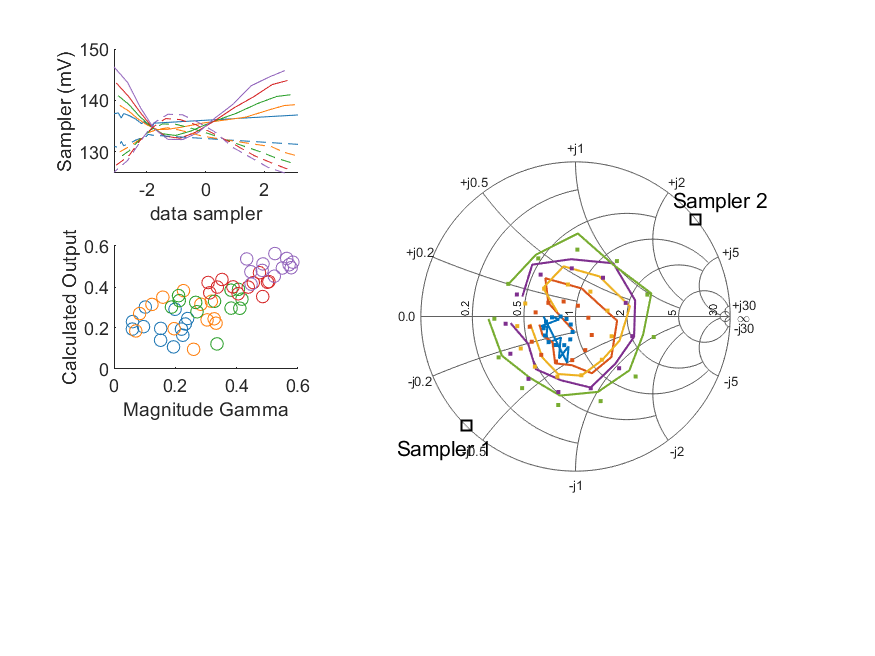 150
140
130
Sampler (mV)
-2
0
2
data sampler
0.6
0.4
0.2
0
Calculated Output
0
0.2
0.4
0.6
Magnitude Gamma
+j1
+j0.5
+j2
Sampler 2
+j0.2
+j5
0.0
0.2
0.5
1
2
5
30
+j30
∞
-j30
-j0.2
-j5
Sampler 1
-j0.5
-j2
-j1